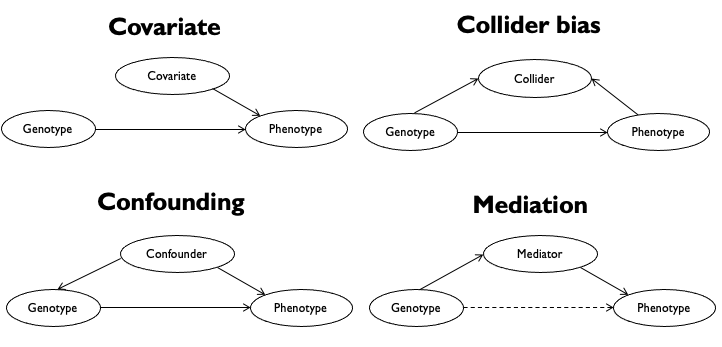 Covariate
Covariate
Genotype
Phenotype
Collider bias
Collider
Genotype
Phenotype
Confounding
Confounder
Genotype
Phenotype
Mediation
Mediator
Genotype
Phenotype